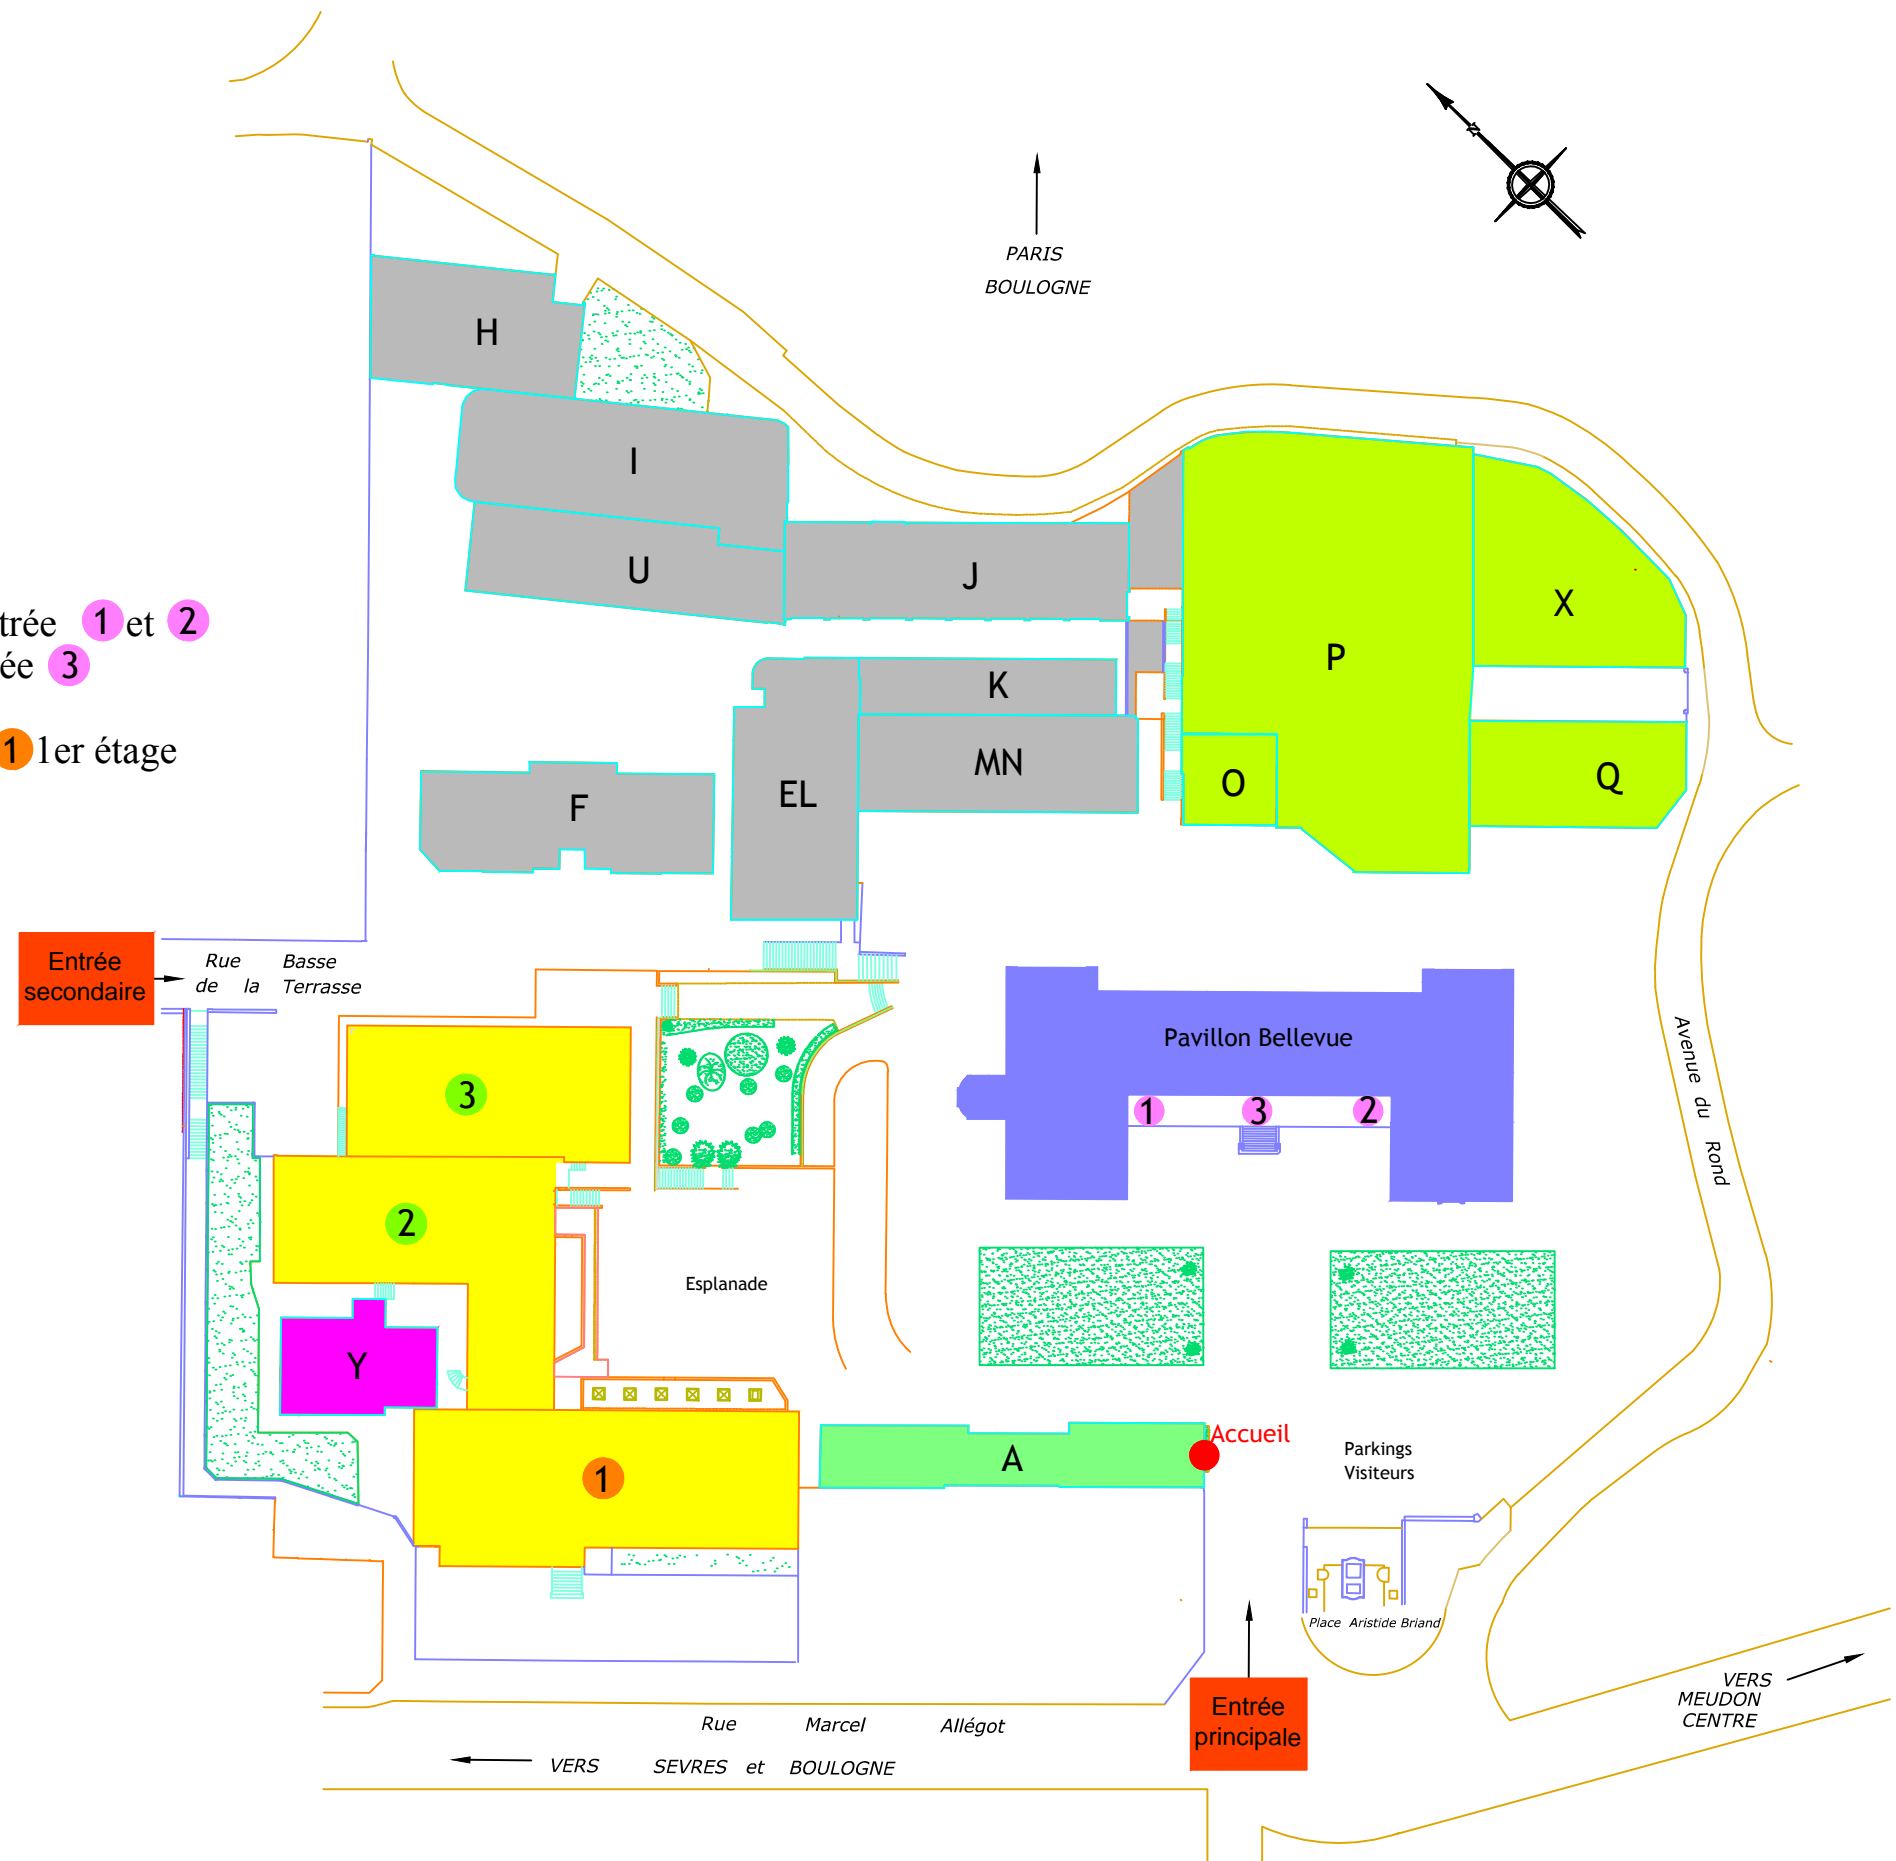 N
PARIS
BOULOGNE
H
I
U
J
X
P
trée 1 et 2
ée 3
1 1er étage
K
MN
EL
F
O
Q
Entrée
secondaire
Rue Basse
de la Terrasse
Pavillon Bellevue
1 3 2
Avenue du Rond
3
2
Esplanade
Y
1
A
Accueil
Parkings
Visiteurs
Place Aristide Briand
Entrée
principale
VERS
MEUDON
CENTRE
Rue Marcel Allégot
VERS SEVRES et BOULOGNE